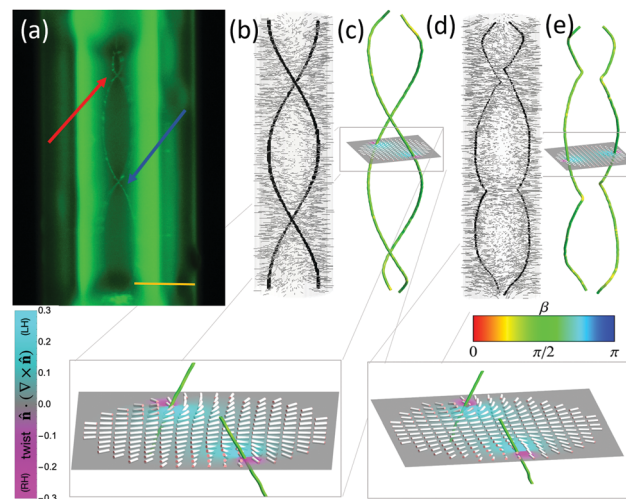 (a)
(b)
(c)
(d)
(e)
β
0
π/2
π
0.3
0.2
0.1
0.0
-0.1
-0.2
-0.3
(RH) twist n̂ · (∇ × n̂) (LH)